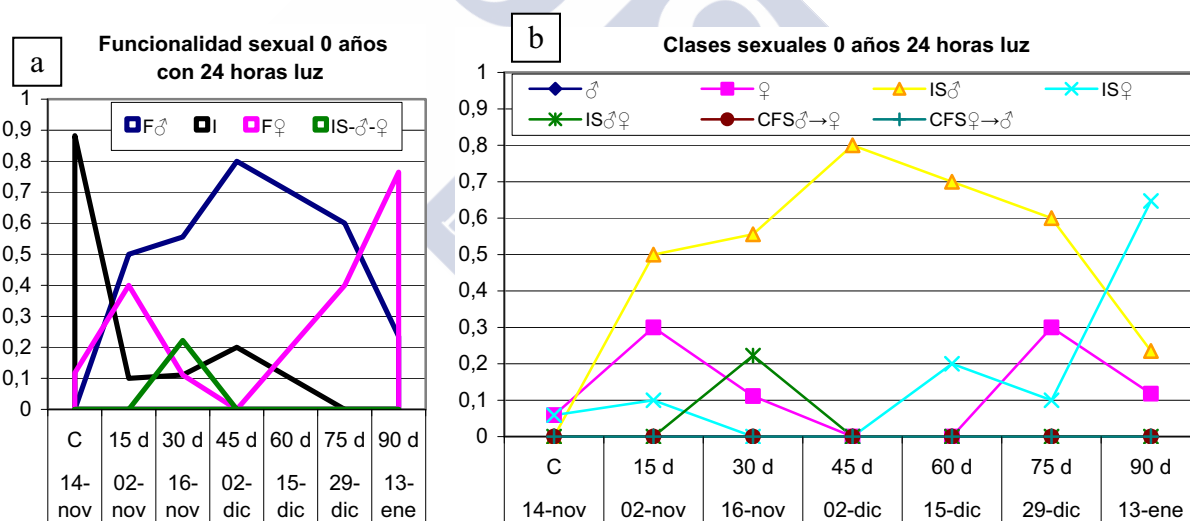 a
Funcionalidad sexual 0 años
con 24 horas luz
F♂ I F♀ IS-♂-♀
1
0,9
0,8
0,7
0,6
0,5
0,4
0,3
0,2
0,1
0
C 15 d 30 d 45 d 60 d 75 d 90 d
14- 02- 16- 02- 15- 29- 13-
nov nov nov dic dic dic ene
b
Clases sexuales 0 años 24 horas luz
♂ ♀ IS♂ IS♀
IS♂♀ CFS♂→♀ CFS♀→♂
1
0,9
0,8
0,7
0,6
0,5
0,4
0,3
0,2
0,1
0
C 15 d 30 d 45 d 60 d 75 d 90 d
14-nov 02-nov 16-nov 02-dic 15-dic 29-dic 13-ene